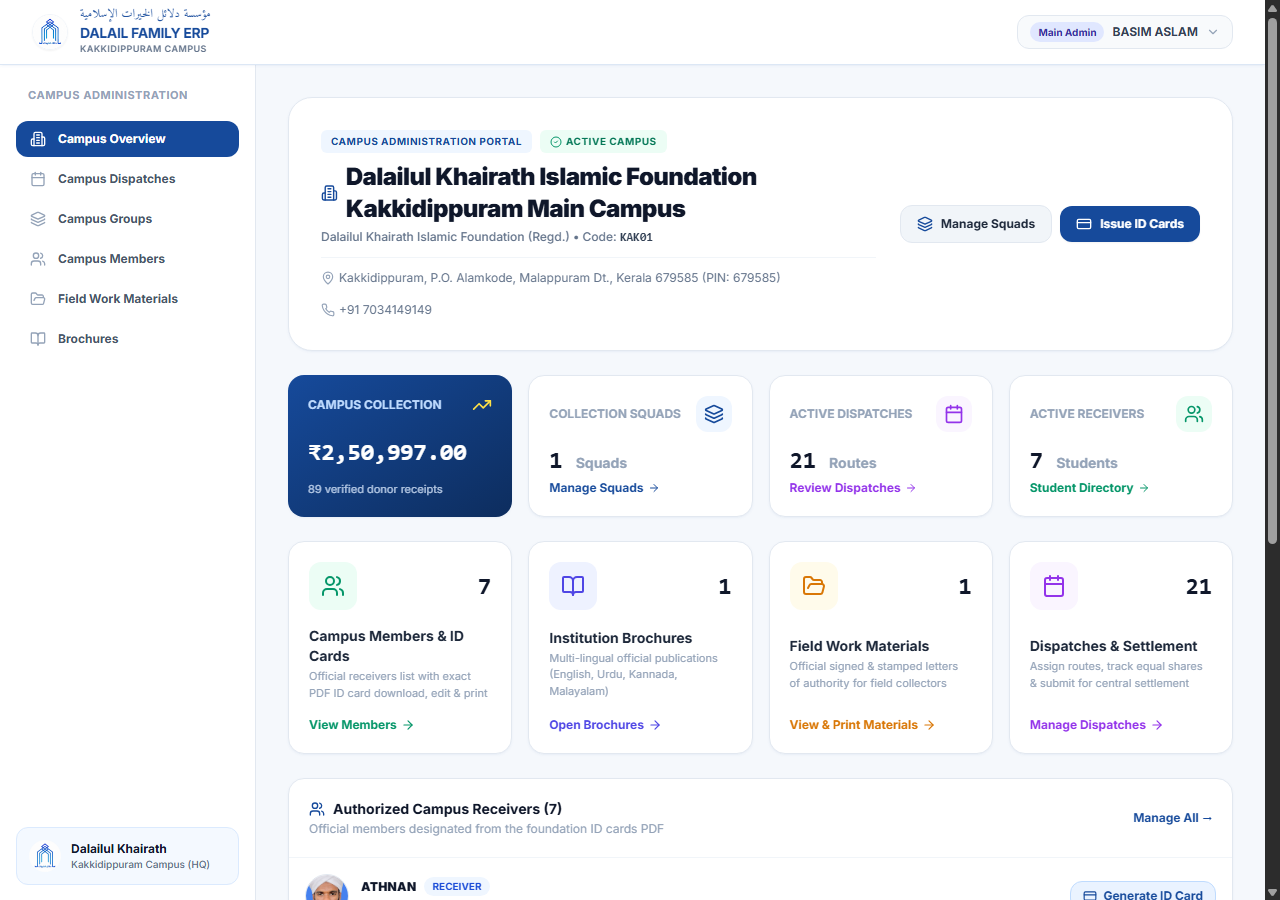 مؤسسة دلائل الخيرات الإسلامية
DALAIL FAMILY ERP
KAKKIDIPPURAM CAMPUS
Main Admin BASIM ASLAM
CAMPUS ADMINISTRATION
Campus Overview
Campus Dispatches
Campus Groups
Campus Members
Field Work Materials
Brochures
Dalailul Khairath
Kakkidippuram Campus (HQ)
CAMPUS ADMINISTRATION PORTAL ACTIVE CAMPUS
Dalailul Khairath Islamic Foundation
Kakkidippuram Main Campus
Dalailul Khairath Islamic Foundation (Regd.) • Code: KAK01
Manage Squads
Issue ID Cards
Kakkidippuram, P.O. Alamkode, Malappuram Dt., Kerala 679585 (PIN: 679585)
+91 7034149149
CAMPUS COLLECTION
₹2,50,997.00
89 verified donor receipts
COLLECTION SQUADS
1 Squads
Manage Squads →
ACTIVE DISPATCHES
21 Routes
Review Dispatches →
ACTIVE RECEIVERS
7 Students
Student Directory →
7
Campus Members & ID
Cards
Official receivers list with exact
PDF ID card download, edit & print
View Members →
1
Institution Brochures
Multi-lingual official publications
(English, Urdu, Kannada,
Malayalam)
Open Brochures →
1
Field Work Materials
Official signed & stamped letters
of authority for field collectors
View & Print Materials →
21
Dispatches & Settlement
Assign routes, track equal shares
& submit for central settlement
Manage Dispatches →
Authorized Campus Receivers (7)
Official members designated from the foundation ID cards PDF
Manage All →
ATHNAN RECEIVER
Generate ID Card